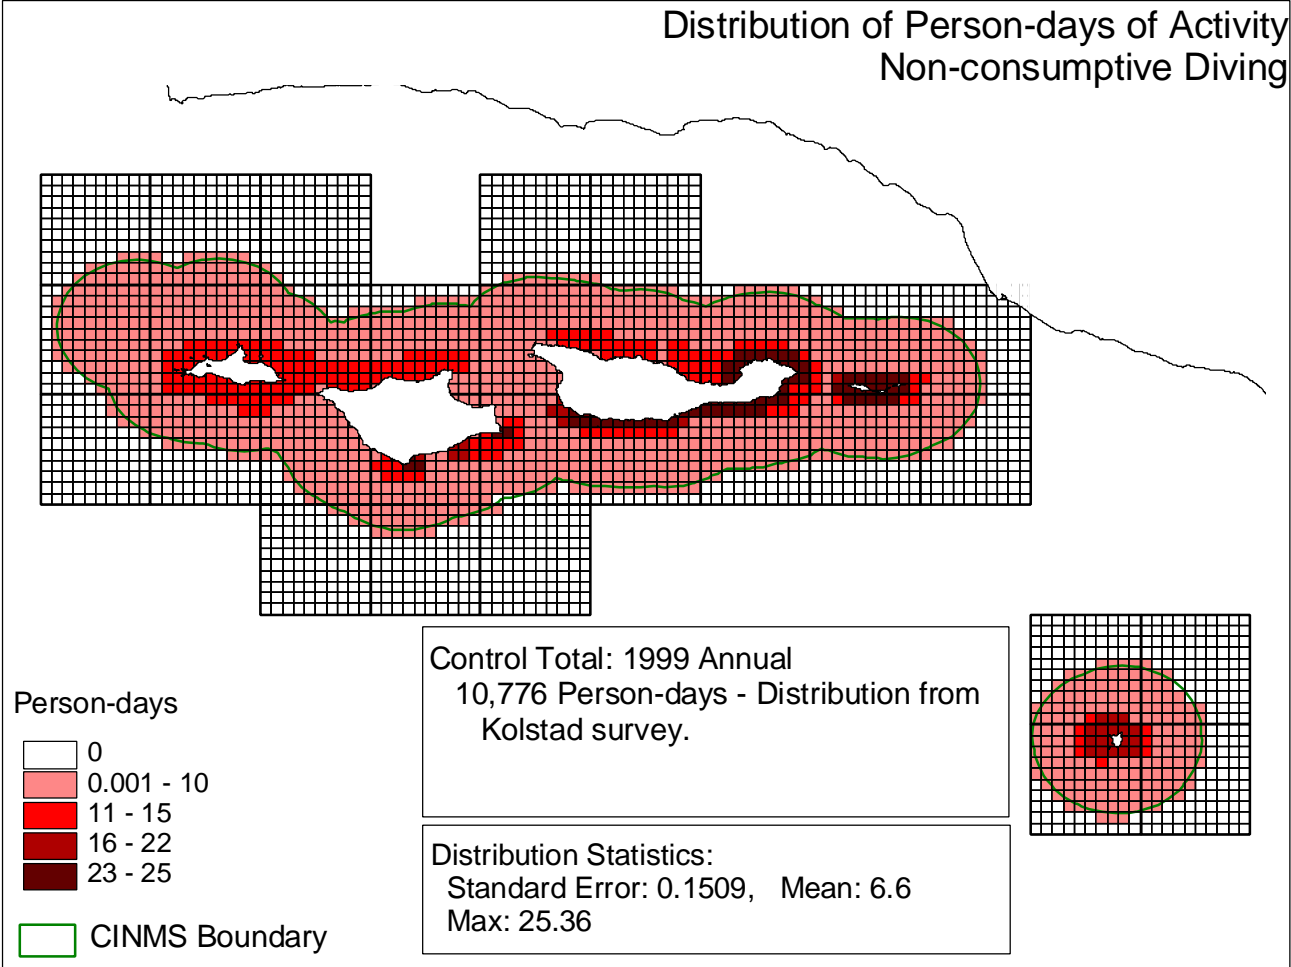 Distribution of Person-days of Activity
Non-consumptive Diving
Control Total: 1999 Annual
10,776 Person-days - Distribution from
Kolstad survey.
Person-days
0
0.001 - 10
11 - 15
16 - 22
23 - 25
CINMS Boundary
Distribution Statistics:
Standard Error: 0.1509, Mean: 6.6
Max: 25.36